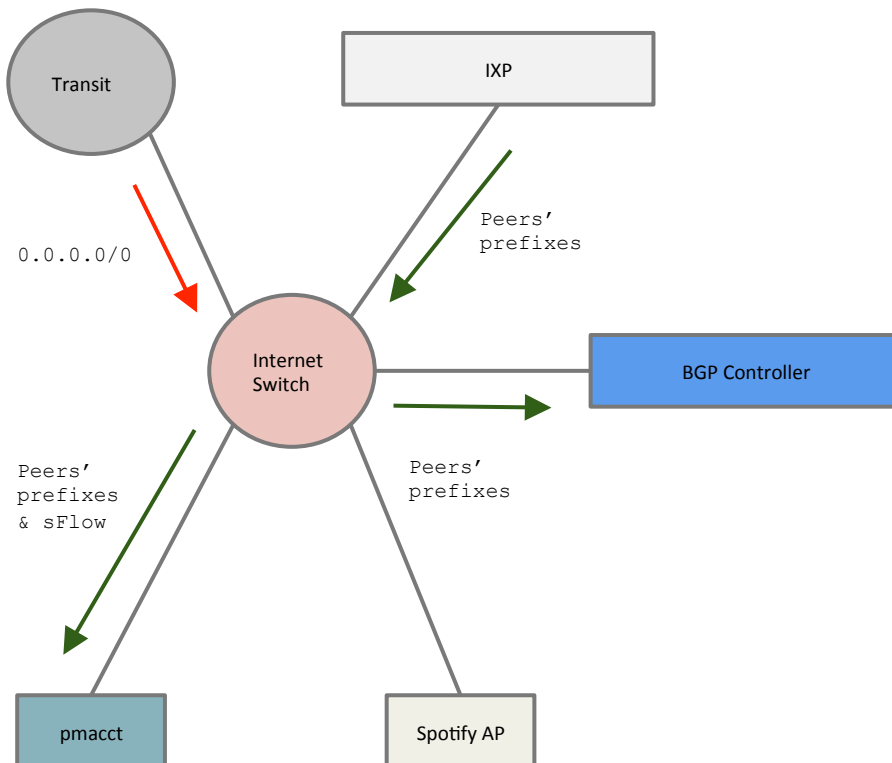 Transit
IXP
0.0.0.0/0
Peers’
prefixes
Internet
Switch
BGP Controller
Peers’
prefixes
& sFlow
Peers’
prefixes
pmacct
Spotify AP